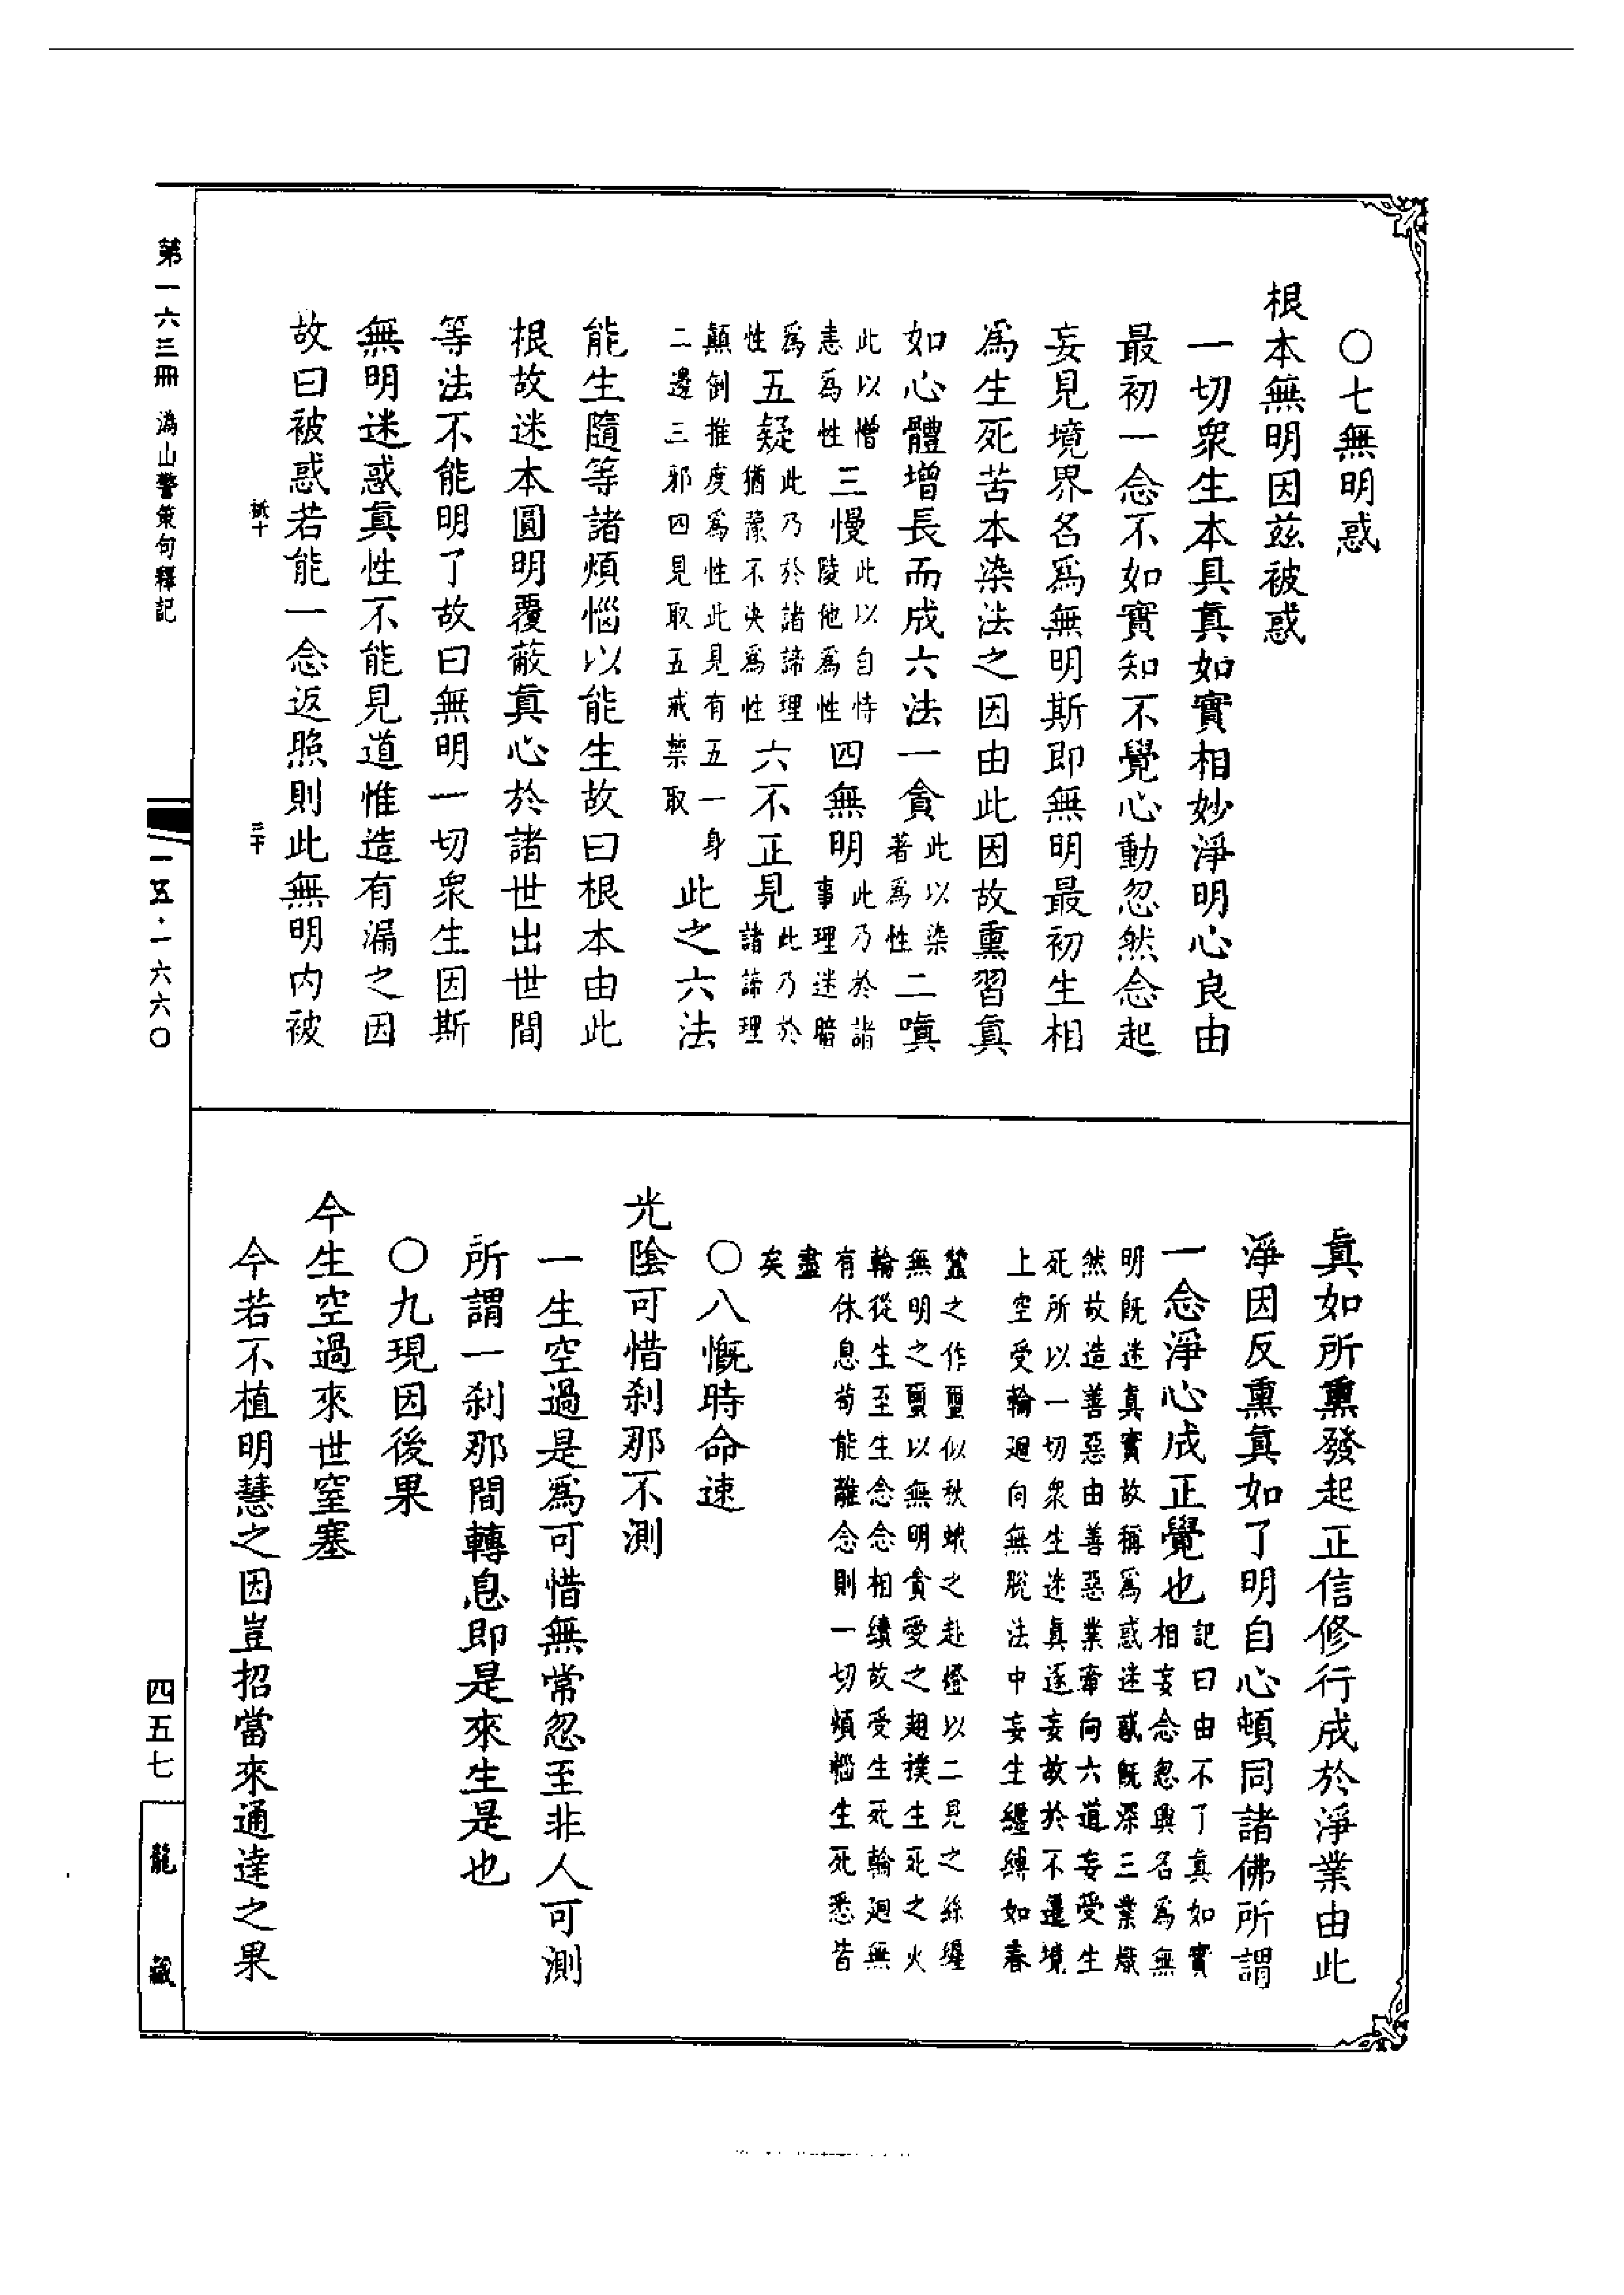 ○七無明惑
根本無明因茲被惑
一切衆生本具真如實相妙淨明心良由
最初一念不如實知不覺心動忽然念起
妄見境界名爲無明斯即無明最初生相
爲生死苦本染法之因由此因故熏習真
如心體增長而成六法一貪此以染著爲性二嗔
此以憎恚爲性三慢此以自恃陵他爲性四無明此乃於諸事理迷暗
爲性五疑此乃於諸諦理猶豫不決爲性六不正見此乃於諸諦理
顛倒推度爲性此見有五一身二邊三邪四見取五戒禁取此之六法
能生隨等諸煩惱以能生故曰根本由此
根故迷本圓明覆蔽真心於諸世出世間
等法不能明了故曰無明一切衆生因斯
無明迷惑真性不能見道惟造有漏之因
故曰被惑若能一念返照則此無明内被
真如所熏發起正信修行成於淨業由此
淨因反熏真如了明自心頓同諸佛所謂
一念淨心成正覺也記曰由不了真如實相妄念忽興名爲無
明既迷真實故稱爲惑迷惑既深三業熾
然故造善惡由善惡業牽向六道妄受生
死所以一切衆生迷真逐妄故於不遷境
上空受輪迴向無脫法中妄生纏縛如春
蠶之作璽似秋蛾之赴燈以二見之絲纏
無明之璽以無明貪愛之翅撲生死之火
輪從生至生念念相續故受生死輪迴無
有休息苟能離念則一切煩惱生死悉皆
盡
矣
○八慨時命速
光陰可惜刹那不測
一生空過是爲可惜無常忽至非人可測
所謂一刹那間轉息即是來生是也
○九現因後果
今生空過來世窒塞
今若不植明慧之因豈招當來通達之果
第一六三冊 溈山警策句釋記
一五·一六六〇
四五七
龍藏